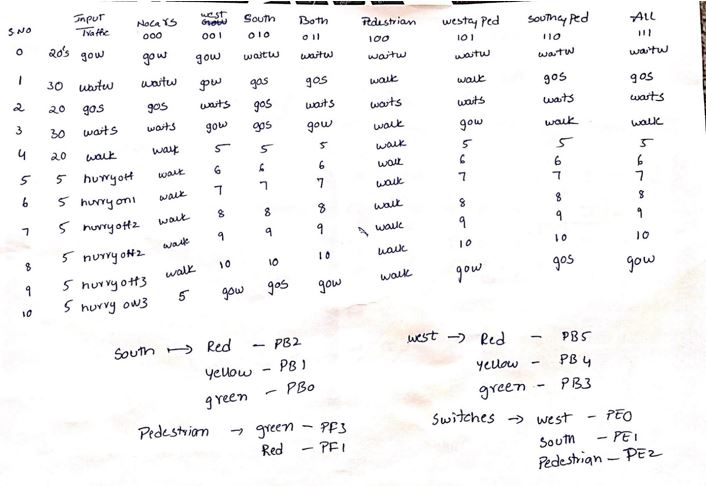 S.NO Input Traffic No cars west South Both Pedestrian west & Ped South & Ped All
000 001 010 011 100 101 110 111
0 20's gow gow gow waitw waitw waitw waitw waitw waitw
1 30 waitw waitw gow gos gos walk walk gos gos
2 20 gos gos waits gos waits waits waits waits waits
3 30 waits waits gow gos gow walk gow walk walk
4 20 walk walk 5 5 5 walk 5 5 5
5 5 hurryoff walk 6 6 6 walk 6 6 6
6 5 hurryon1 walk 7 7 7 walk 7 7 7
7 5 hurryoff2 walk 8 8 8 walk 8 8 8
8 5 hurryoff2 walk 9 9 9 walk 9 9 9
9 5 hurryoff3 walk 10 10 10 walk 10 10 10
10 5 hurry on3 5 gow gos gow walk gow gos gow
South → Red - PB2
yellow - PB1
green - PB0
west → Red - PB5
yellow - PB4
green - PB3
Pedestrian → green - PF3
Red - PF1
Switches → west - PE0
South - PE1
Pedestrian - PE2